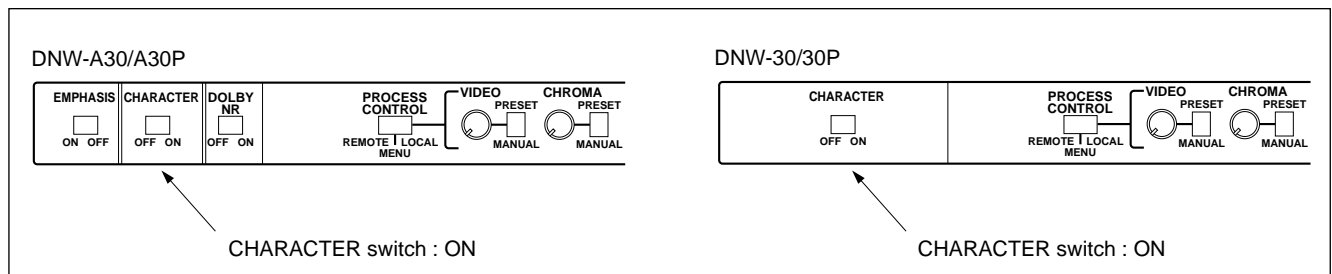 DNW-A30/A30P
EMPHASIS
ON OFF
CHARACTER
OFF ON
DOLBY
NR
OFF ON
PROCESS
CONTROL
REMOTE LOCAL
MENU
VIDEO
PRESET
MANUAL
CHROMA
PRESET
MANUAL
CHARACTER switch : ON
DNW-30/30P
CHARACTER
OFF ON
PROCESS
CONTROL
REMOTE LOCAL
MENU
VIDEO
PRESET
MANUAL
CHROMA
PRESET
MANUAL
CHARACTER switch : ON